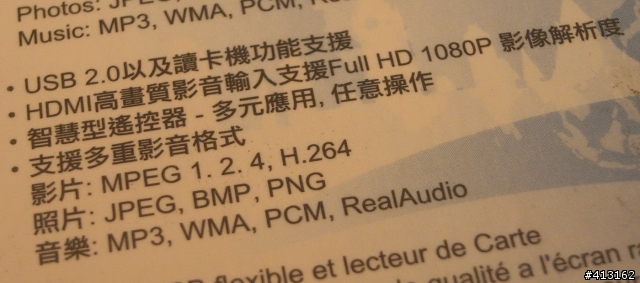 Photos: JPEG,
Music: MP3, WMA, PCM,
• USB 2.0以及讀卡機功能支援
• HDMI高畫質影音輸入支援Full HD 1080P 影像解析度
• 智慧型遙控器 - 多元應用, 任意操作
• 支援多重影音格式
影片: MPEG 1. 2. 4, H.264
照片: JPEG, BMP, PNG
音樂: MP3, WMA, PCM, RealAudio
flexible et lecteur de Carte
qualité a l'écran
#413162